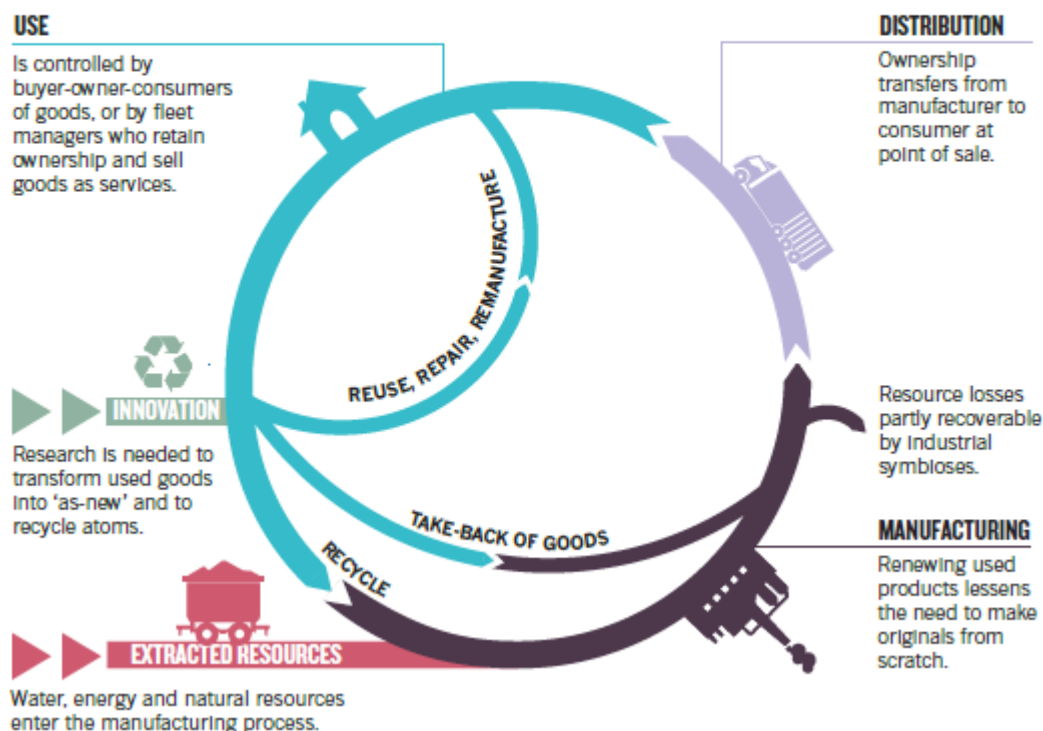 USE
Is controlled by
buyer-owner-consumers
of goods, or by fleet
managers who retain
ownership and sell
goods as services.
DISTRIBUTION
Ownership
transfers from
manufacturer to
consumer at
point of sale.
REUSE, REPAIR, REMANUFACTURE
INNOVATION
Research is needed to
transform used goods
into ‘as-new’ and to
recycle atoms.
Resource losses
partly recoverable
by industrial
symbioses.
TAKE-BACK OF GOODS
RECYCLE
MANUFACTURING
Renewing used
products lessens
the need to make
originals from
scratch.
EXTRACTED RESOURCES
Water, energy and natural resources
enter the manufacturing process.